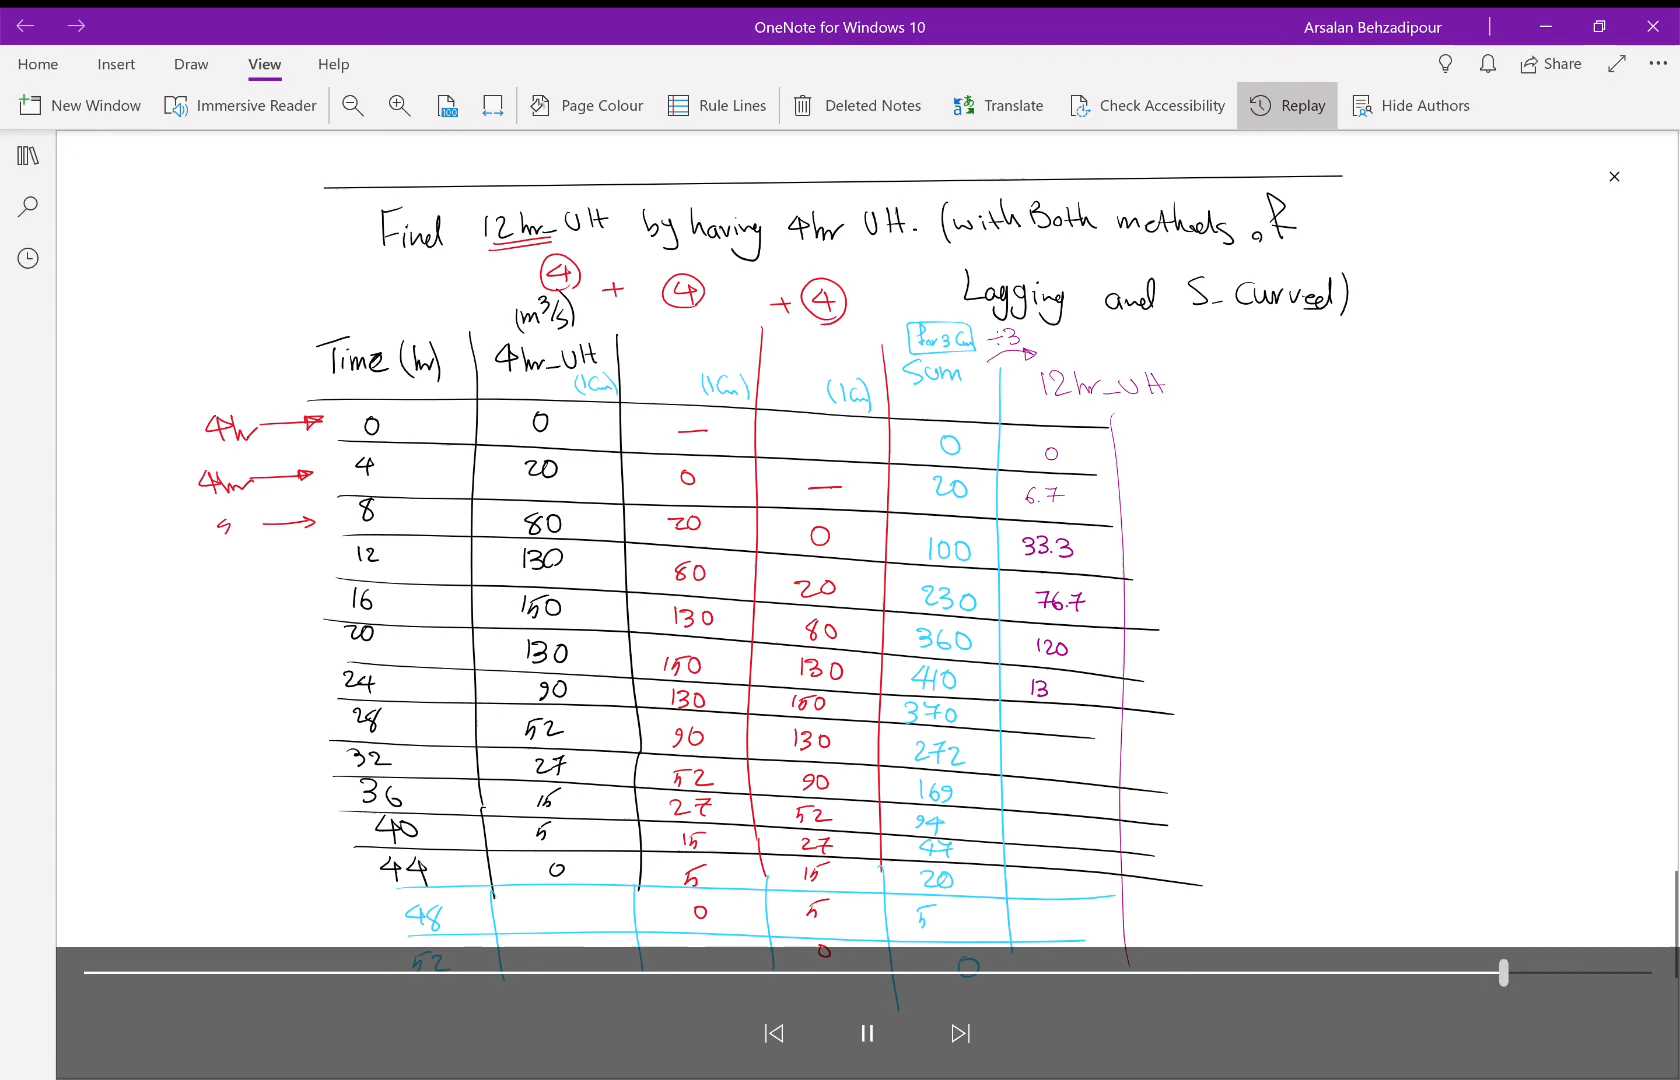 OneNote for Windows 10
Arsalan Behzadipour
Home Insert Draw View Help
Share
New Window Immersive Reader Page Colour Rule Lines Deleted Notes Translate Check Accessibility Replay Hide Authors
Find 12hr_UH by having 4hr UH. (with Both methods of
Lagging and S_Curved)
4 + 4 + 4
(m³/s)
for 3 Cm ÷3
Time (hr) 4hr_UH Sum 12hr_UH
(1Cm) (1Cm) (1Cm)
4hr 0 0 — 0 0
4hr 4 20 0 — 20 6.7
8 80 20 0 100 33.3
12 130 80 20 230 76.7
16 150 130 80 360 120
20 130 150 130 410 13
24 90 130 150 370
28 52 90 130 272
32 27 52 90 169
36 15 27 52 94
40 5 15 27 47
44 0 5 15 20
48 0 5 5
52 0 0